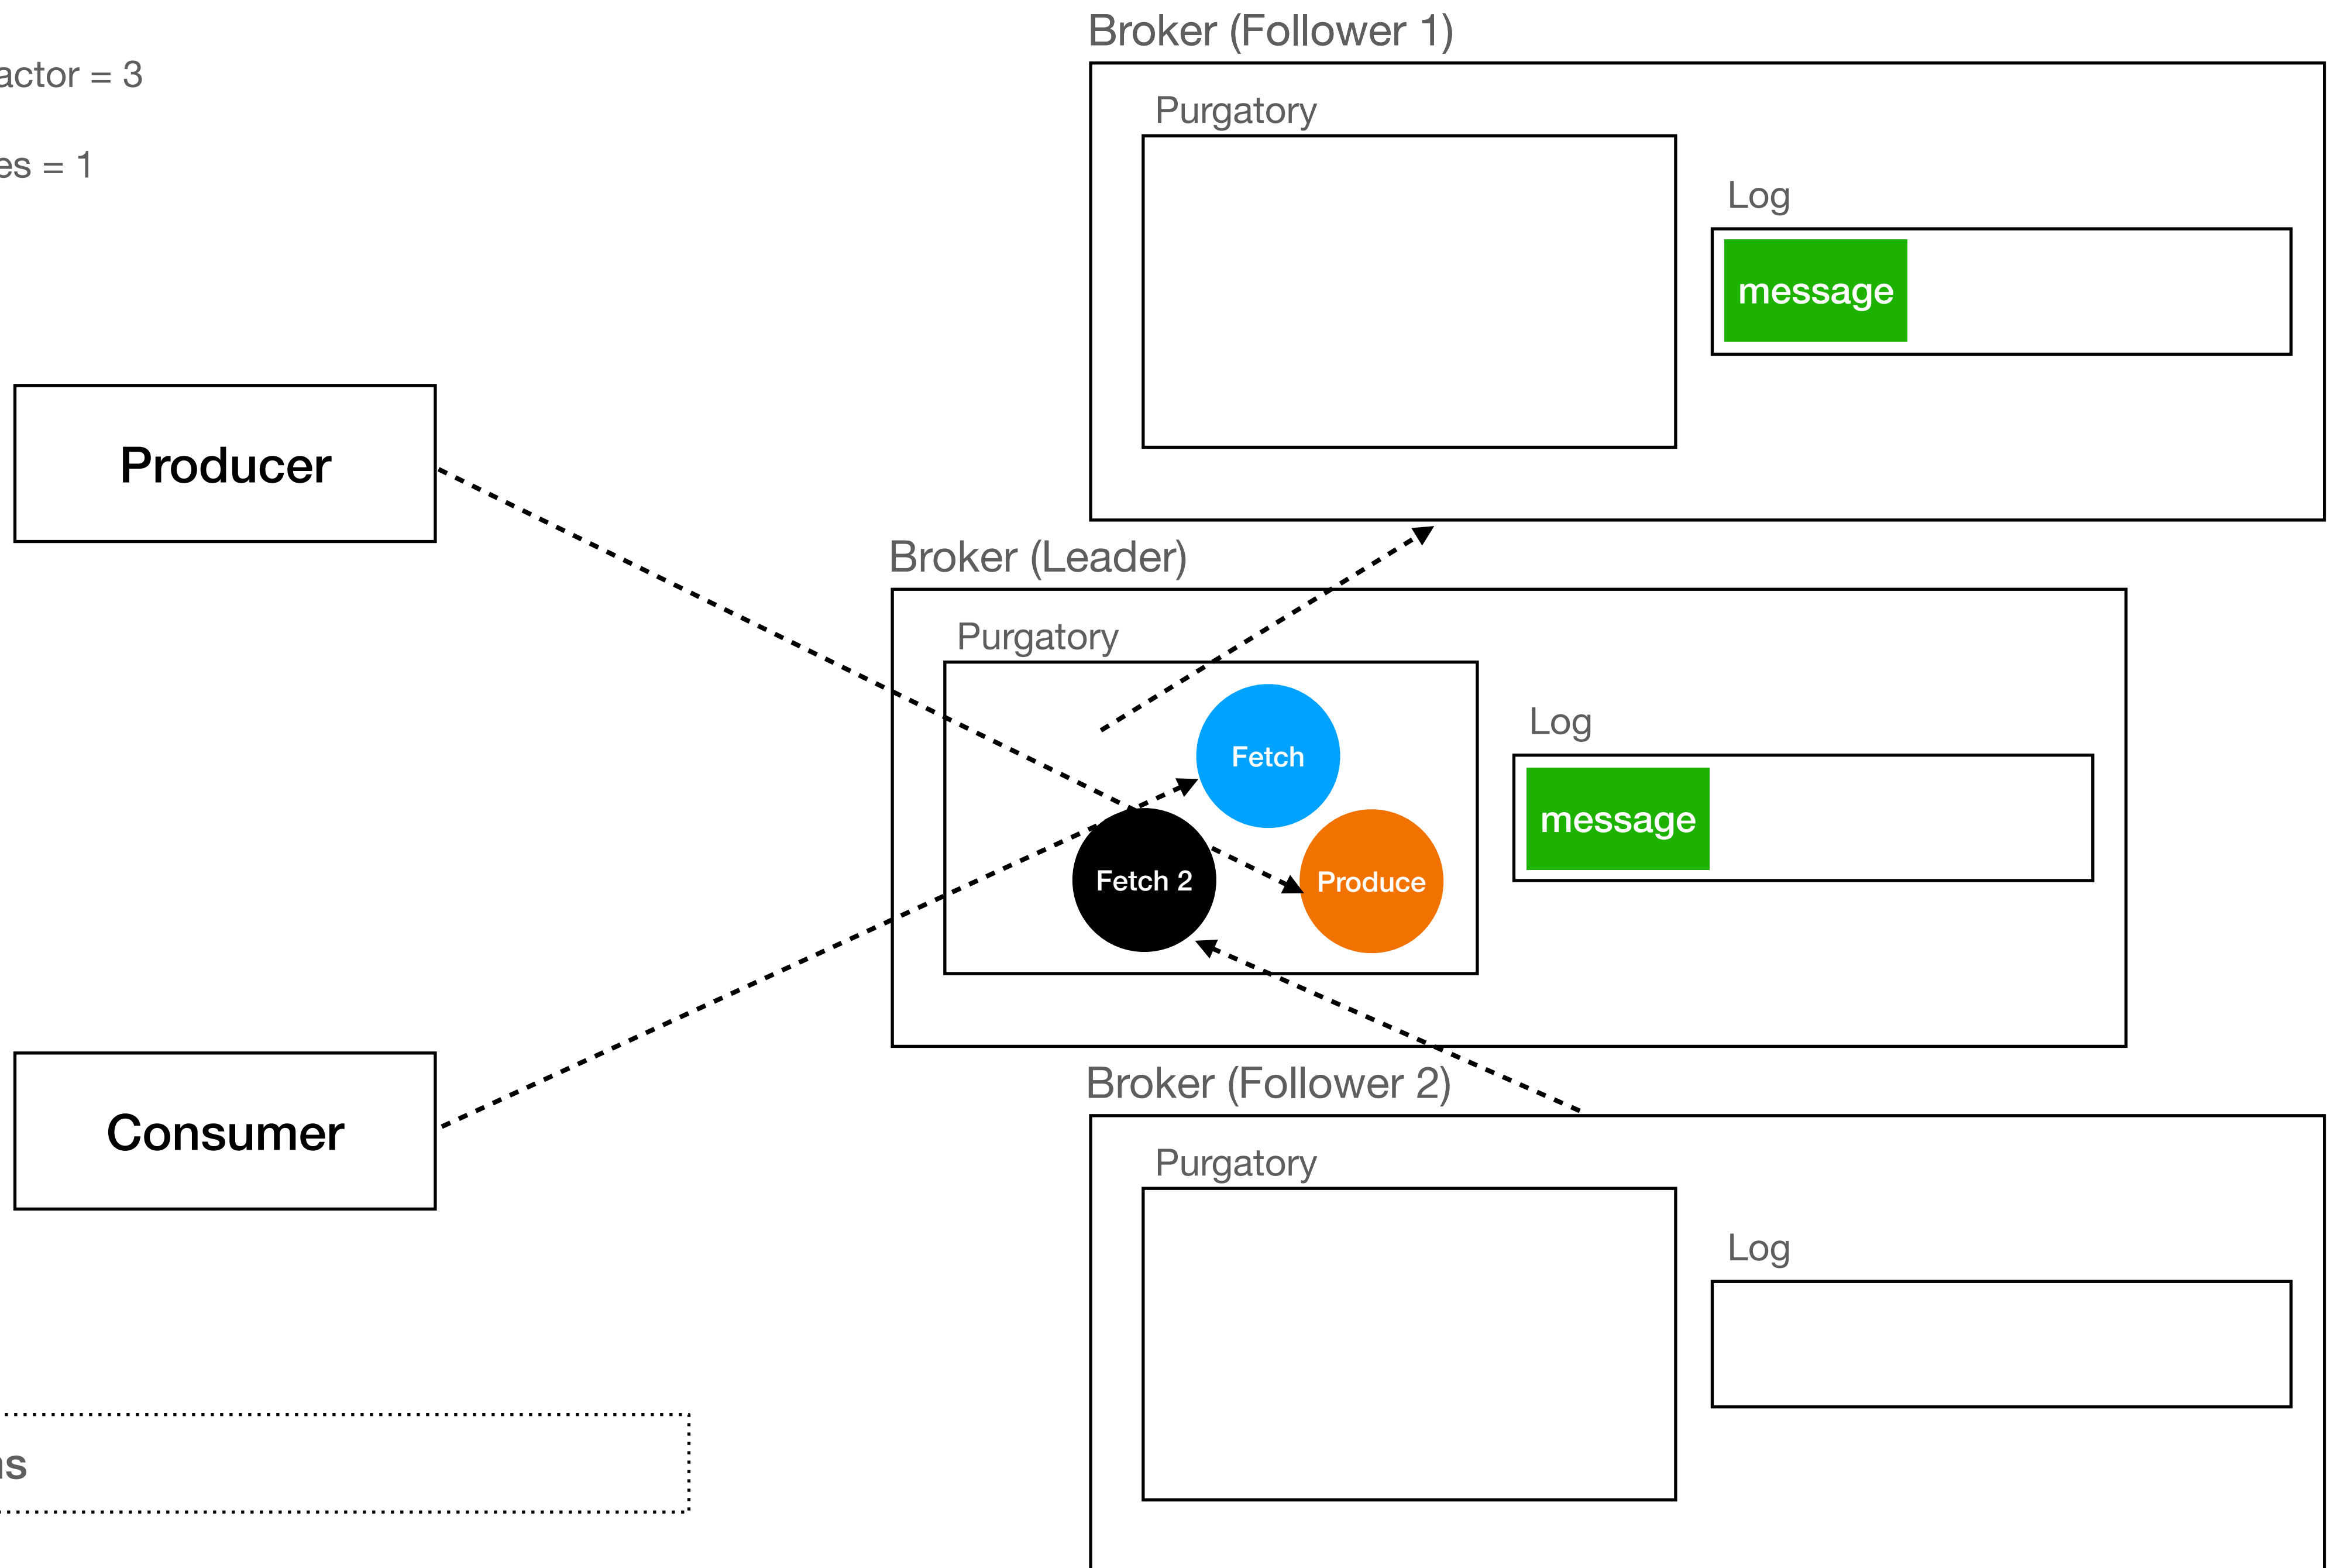 actor = 3
es = 1
Broker (Follower 1)
Purgatory
Log
message
Producer
Broker (Leader)
Purgatory
Log
Fetch
message
Fetch 2
Produce
Consumer
Broker (Follower 2)
Purgatory
Log